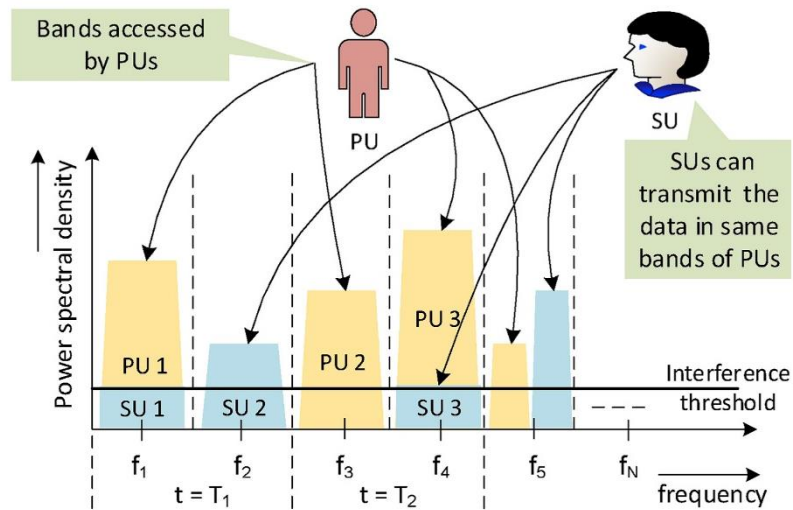 Bands accessed
by PUs
PU
SU
SUs can
transmit the
data in same
bands of PUs
Power spectral density
PU 1
SU 1
SU 2
PU 2
PU 3
SU 3
Interference
threshold
f₁
f₂
f₃
f₄
f₅
fN
t = T₁
t = T₂
frequency